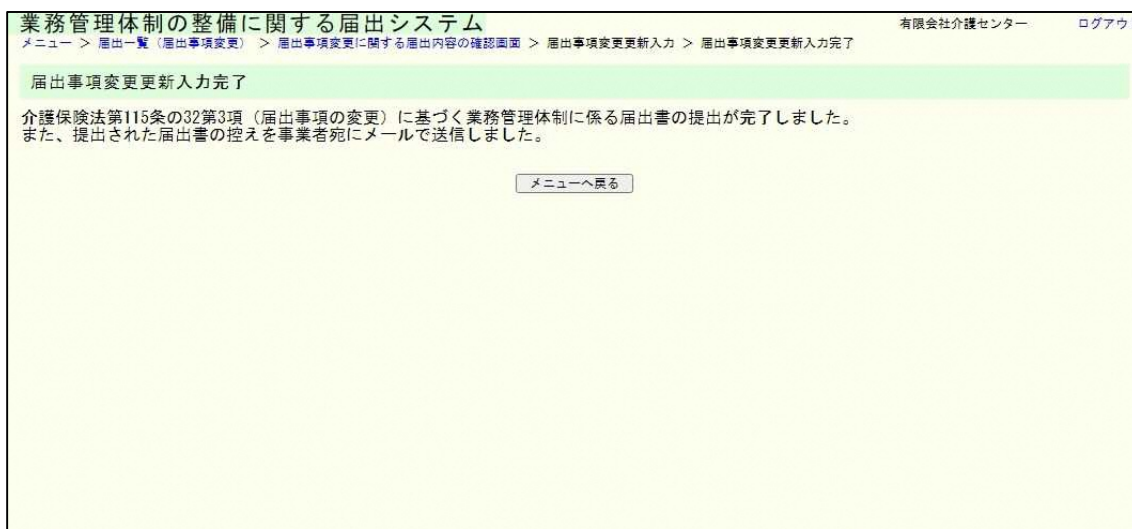 業務管理体制の整備に関する届出システム
有限会社介護センター
ログアウ
メニュー > 届出一覧（届出事項変更） > 届出事項変更に関する届出内容の確認画面 > 届出事項変更更新入力 > 届出事項変更更新入力完了
届出事項変更更新入力完了
介護保険法第115条の32第3項（届出事項の変更）に基づく業務管理体制に係る届出書の提出が完了しました。
また、提出された届出書の控えを事業者宛にメールで送信しました。
メニューへ戻る